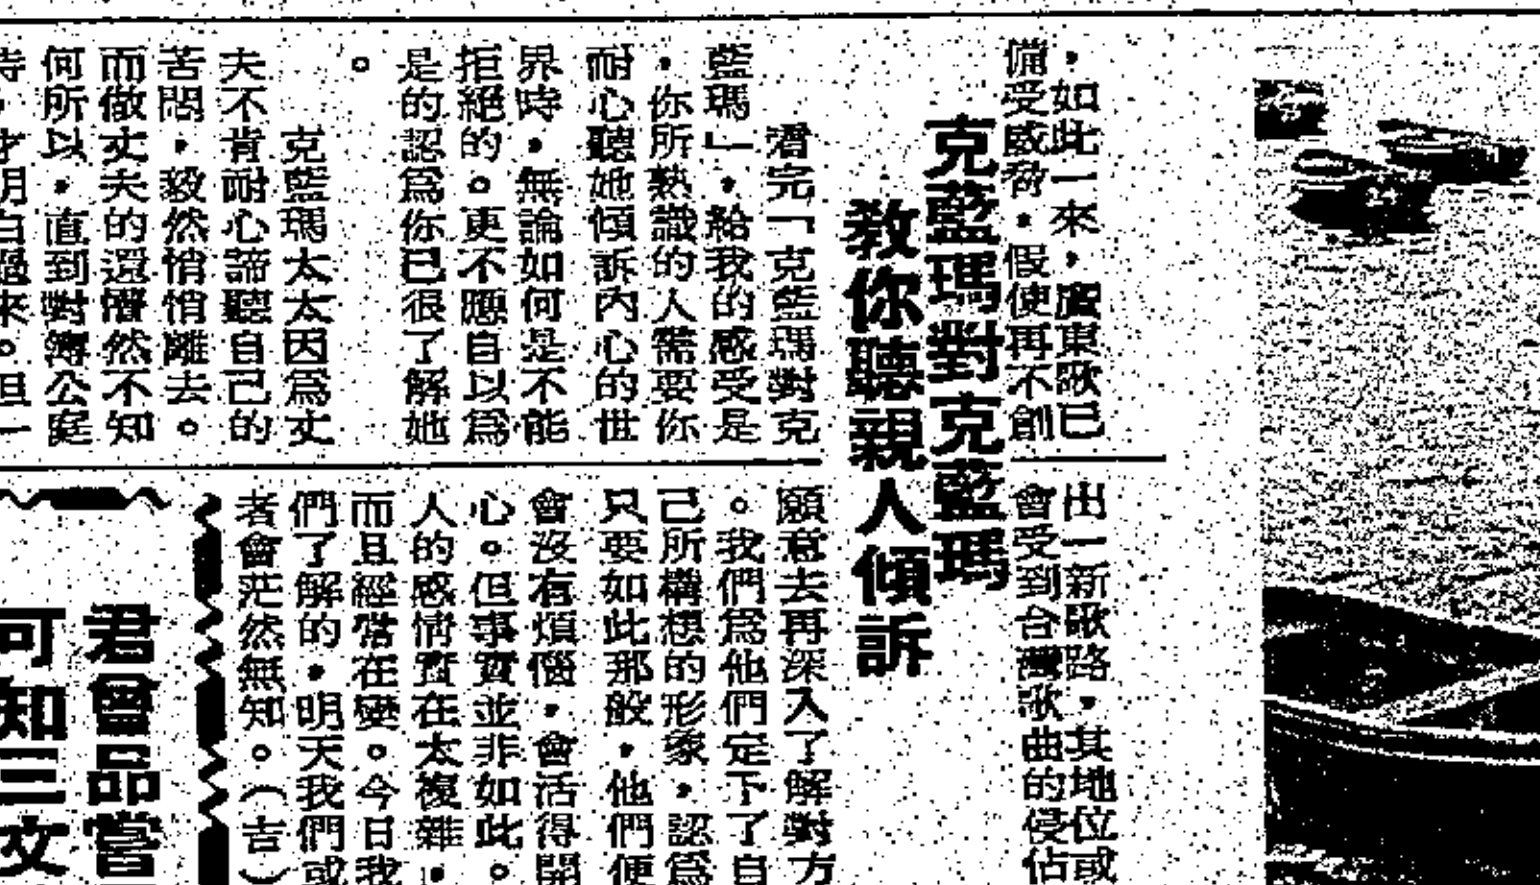 ，如此一來，廣東歌已
備受威脅，假使再不創
出一新歌路，其地位或
會受到台灣歌曲的侵佔
克藍瑪對克藍瑪
教你聽親人傾訴
看完「克藍瑪對克
藍瑪」，給我的感受是
，你所熟識的人需要你
耐心聽她傾訴內心的世
界時，無論如何是不能
拒絕的。更不應自以為
是的認為你已很了解她
。
克藍瑪太太因為丈
夫不肯耐心諦聽自己的
苦悶，毅然悄悄離去。
而做丈夫的還懵然不知
何所以，直到對簿公庭
時，才明白過來。但一
願意去再深入了解對方
。我們爲他們定下了自
己所構想的形象，認爲
只要如此那般，他們便
會沒有煩惱，會活得開
心。但事實並非如此。
人的感情實在太複雜，
而且經常在變。今日我
們了解的，明天我們或
者會茫然無知。（吉）
君曾品嘗
可知三文